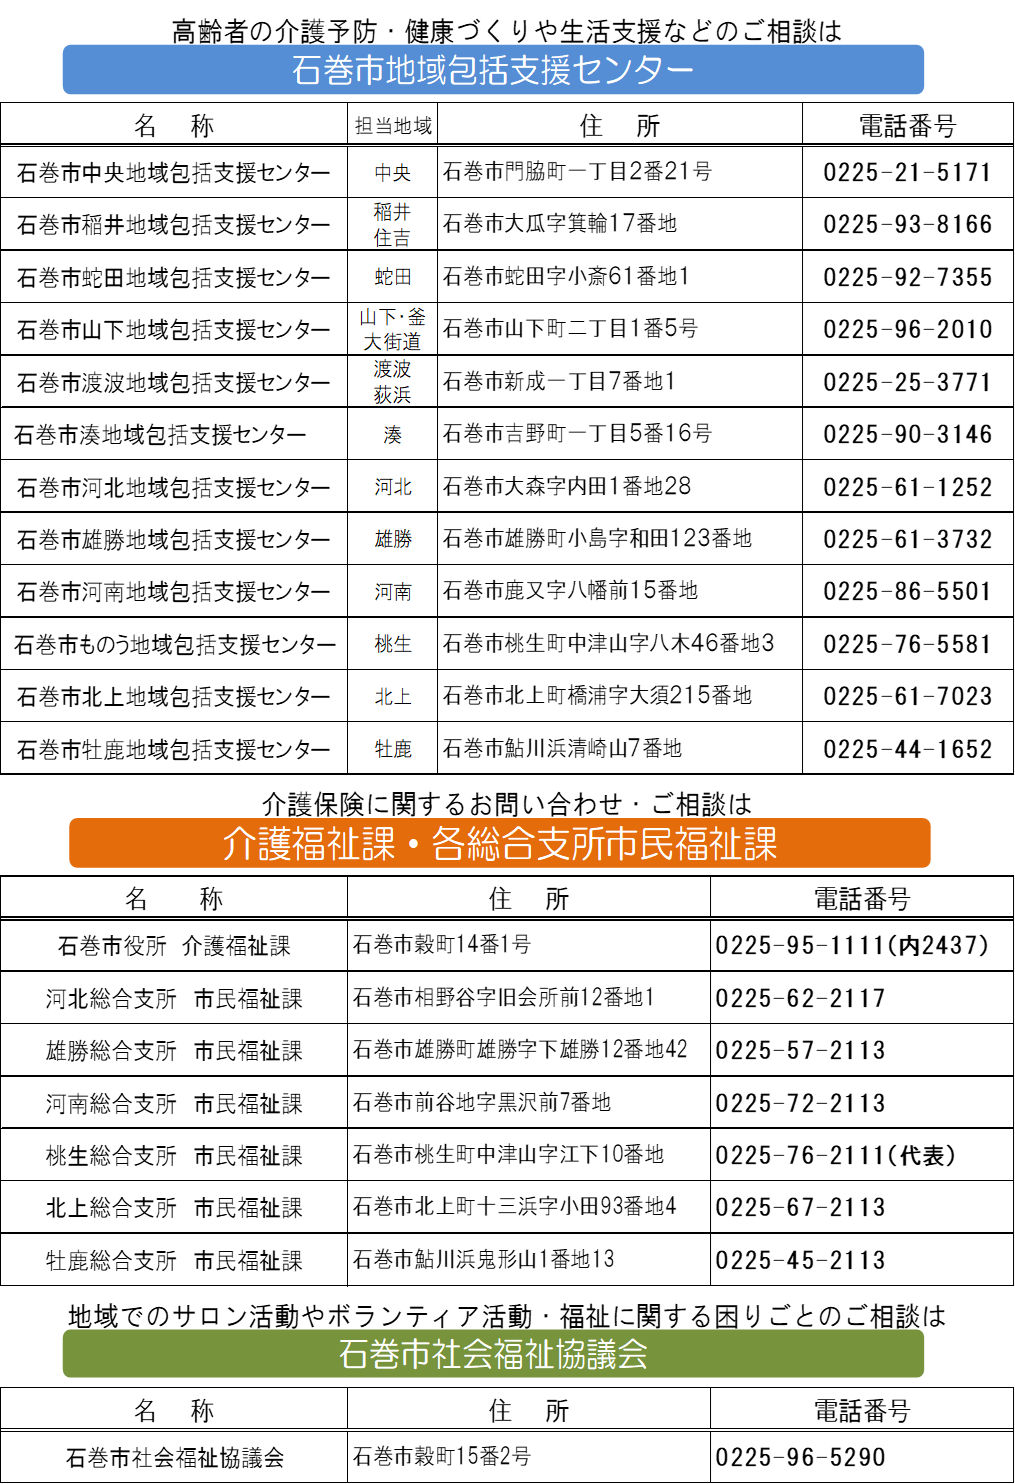 高齢者の介護予防・健康づくりや生活支援などのご相談は
石巻市地域包括支援センター
名　称　担当地域　住　所　電話番号
石巻市中央地域包括支援センター　中央　石巻市門脇町一丁目2番21号　0225-21-5171
石巻市稲井地域包括支援センター　稲井 住吉　石巻市大瓜字箕輪17番地　0225-93-8166
石巻市蛇田地域包括支援センター　蛇田　石巻市蛇田字小斎61番地1　0225-92-7355
石巻市山下地域包括支援センター　山下・釜 大街道　石巻市山下町二丁目1番5号　0225-96-2010
石巻市渡波地域包括支援センター　渡波 荻浜　石巻市新成一丁目7番地1　0225-25-3771
石巻市湊地域包括支援センター　湊　石巻市吉野町一丁目5番16号　0225-90-3146
石巻市河北地域包括支援センター　河北　石巻市大森字内田1番地28　0225-61-1252
石巻市雄勝地域包括支援センター　雄勝　石巻市雄勝町小島字和田123番地　0225-61-3732
石巻市河南地域包括支援センター　河南　石巻市鹿又字八幡前15番地　0225-86-5501
石巻市ものう地域包括支援センター　桃生　石巻市桃生町中津山字八木46番地3　0225-76-5581
石巻市北上地域包括支援センター　北上　石巻市北上町橋浦字大須215番地　0225-61-7023
石巻市牡鹿地域包括支援センター　牡鹿　石巻市鮎川浜清崎山7番地　0225-44-1652
介護保険に関するお問い合わせ・ご相談は
介護福祉課・各総合支所市民福祉課
名　称　住　所　電話番号
石巻市役所　介護福祉課　石巻市穀町14番1号　0225-95-1111（内2437）
河北総合支所　市民福祉課　石巻市相野谷字旧会所前12番地1　0225-62-2117
雄勝総合支所　市民福祉課　石巻市雄勝町雄勝字下雄勝12番地42　0225-57-2113
河南総合支所　市民福祉課　石巻市前谷地字黒沢前7番地　0225-72-2113
桃生総合支所　市民福祉課　石巻市桃生町中津山字江下10番地　0225-76-2111（代表）
北上総合支所　市民福祉課　石巻市北上町十三浜字小田93番地4　0225-67-2113
牡鹿総合支所　市民福祉課　石巻市鮎川浜鬼形山1番地13　0225-45-2113
地域でのサロン活動やボランティア活動・福祉に関する困りごとのご相談は
石巻市社会福祉協議会
名　称　住　所　電話番号
石巻市社会福祉協議会　石巻市穀町15番2号　0225-96-5290